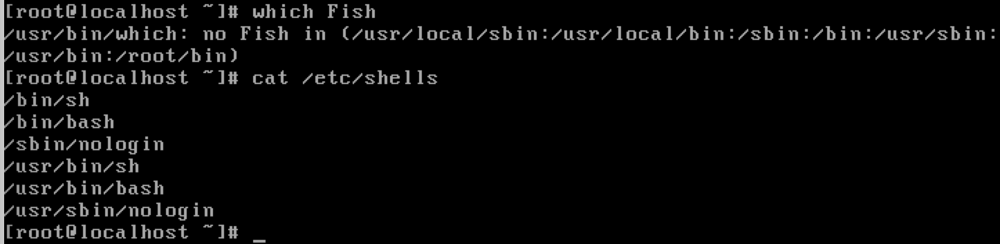 [root@localhost ~]# which Fish
/usr/bin/which: no Fish in (/usr/local/sbin:/usr/local/bin:/sbin:/bin:/usr/sbin:
/usr/bin:/root/bin)
[root@localhost ~]# cat /etc/shells
/bin/sh
/bin/bash
/sbin/nologin
/usr/bin/sh
/usr/bin/bash
/usr/sbin/nologin
[root@localhost ~]# _